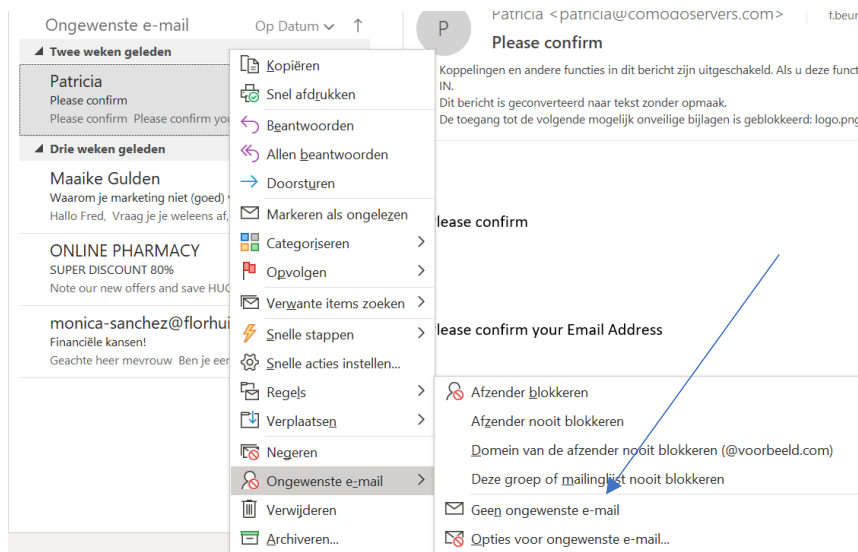 Ongewenste e-mail
Op Datum
Twee weken geleden
Patricia
Please confirm
Please confirm Please confirm you
Drie weken geleden
Maaike Gulden
Waarom je marketing niet (goed)
Hallo Fred, Vraag je je weleens af,
ONLINE PHARMACY
SUPER DISCOUNT 80%
Note our new offers and save HUG
monica-sanchez@florhui
Financiële kansen!
Geachte heer mevrouw Ben je eer
Kopiëren
Snel afdrukken
Beantwoorden
Allen beantwoorden
Doorsturen
Markeren als ongelezen
Categoriseren
Opvolgen
Verwante items zoeken
Snelle stappen
Snelle acties instellen...
Regels
Verplaatsen
Negeren
Ongewenste e-mail
Verwijderen
Archiveren...
P
Patricia <patricia@comodoservers.com>
f.beur
Please confirm
Koppelingen en andere functies in dit bericht zijn uitgeschakeld. Als u deze funct
IN.
Dit bericht is geconverteerd naar tekst zonder opmaak.
De toegang tot de volgende mogelijk onveilige bijlagen is geblokkeerd: logo.png
lease confirm
lease confirm your Email Address
Afzender blokkeren
Afzender nooit blokkeren
Domein van de afzender nooit blokkeren (@voorbeeld.com)
Deze groep of mailinglijst nooit blokkeren
Geen ongewenste e-mail
Opties voor ongewenste e-mail...